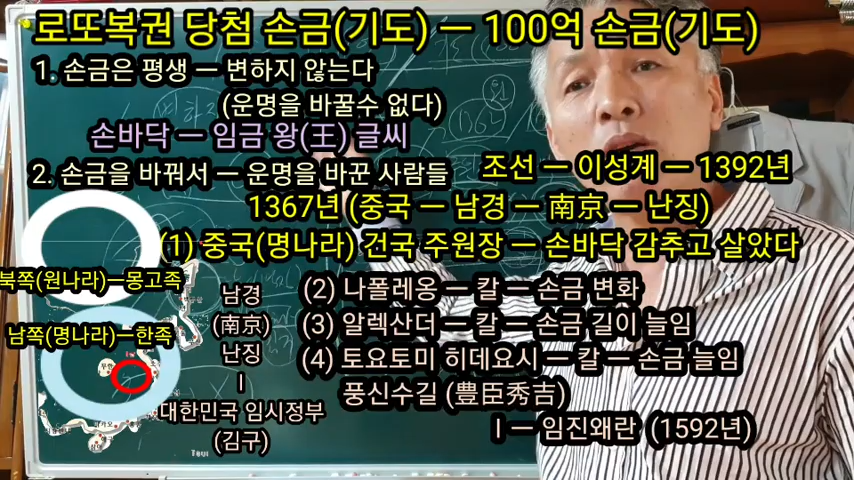 로또복권 당첨 손금(기도) ─ 100억 손금(기도)
1. 손금은 평생 ─ 변하지 않는다
(운명을 바꿀수 없다)
손바닥 ─ 임금 왕(王) 글씨
2. 손금을 바꿔서 ─ 운명을 바꾼 사람들
조선 ─ 이성계 ─ 1392년
1367년 (중국 ─ 남경 ─ 南京 ─ 난징)
(1) 중국(명나라) 건국 주원장 ─ 손바닥 감추고 살았다
북쪽(원나라)─몽고족
남쪽(명나라)─한족
남경
(南京)
난징
ㅣ
대한민국 임시정부
(김구)
(2) 나폴레옹 ─ 칼 ─ 손금 변화
(3) 알렉산더 ─ 칼 ─ 손금 길이 늘임
(4) 토요토미 히데요시 ─ 칼 ─ 손금 늘임
풍신수길 (豊臣秀吉)
ㅣ─ 임진왜란 (1592년)